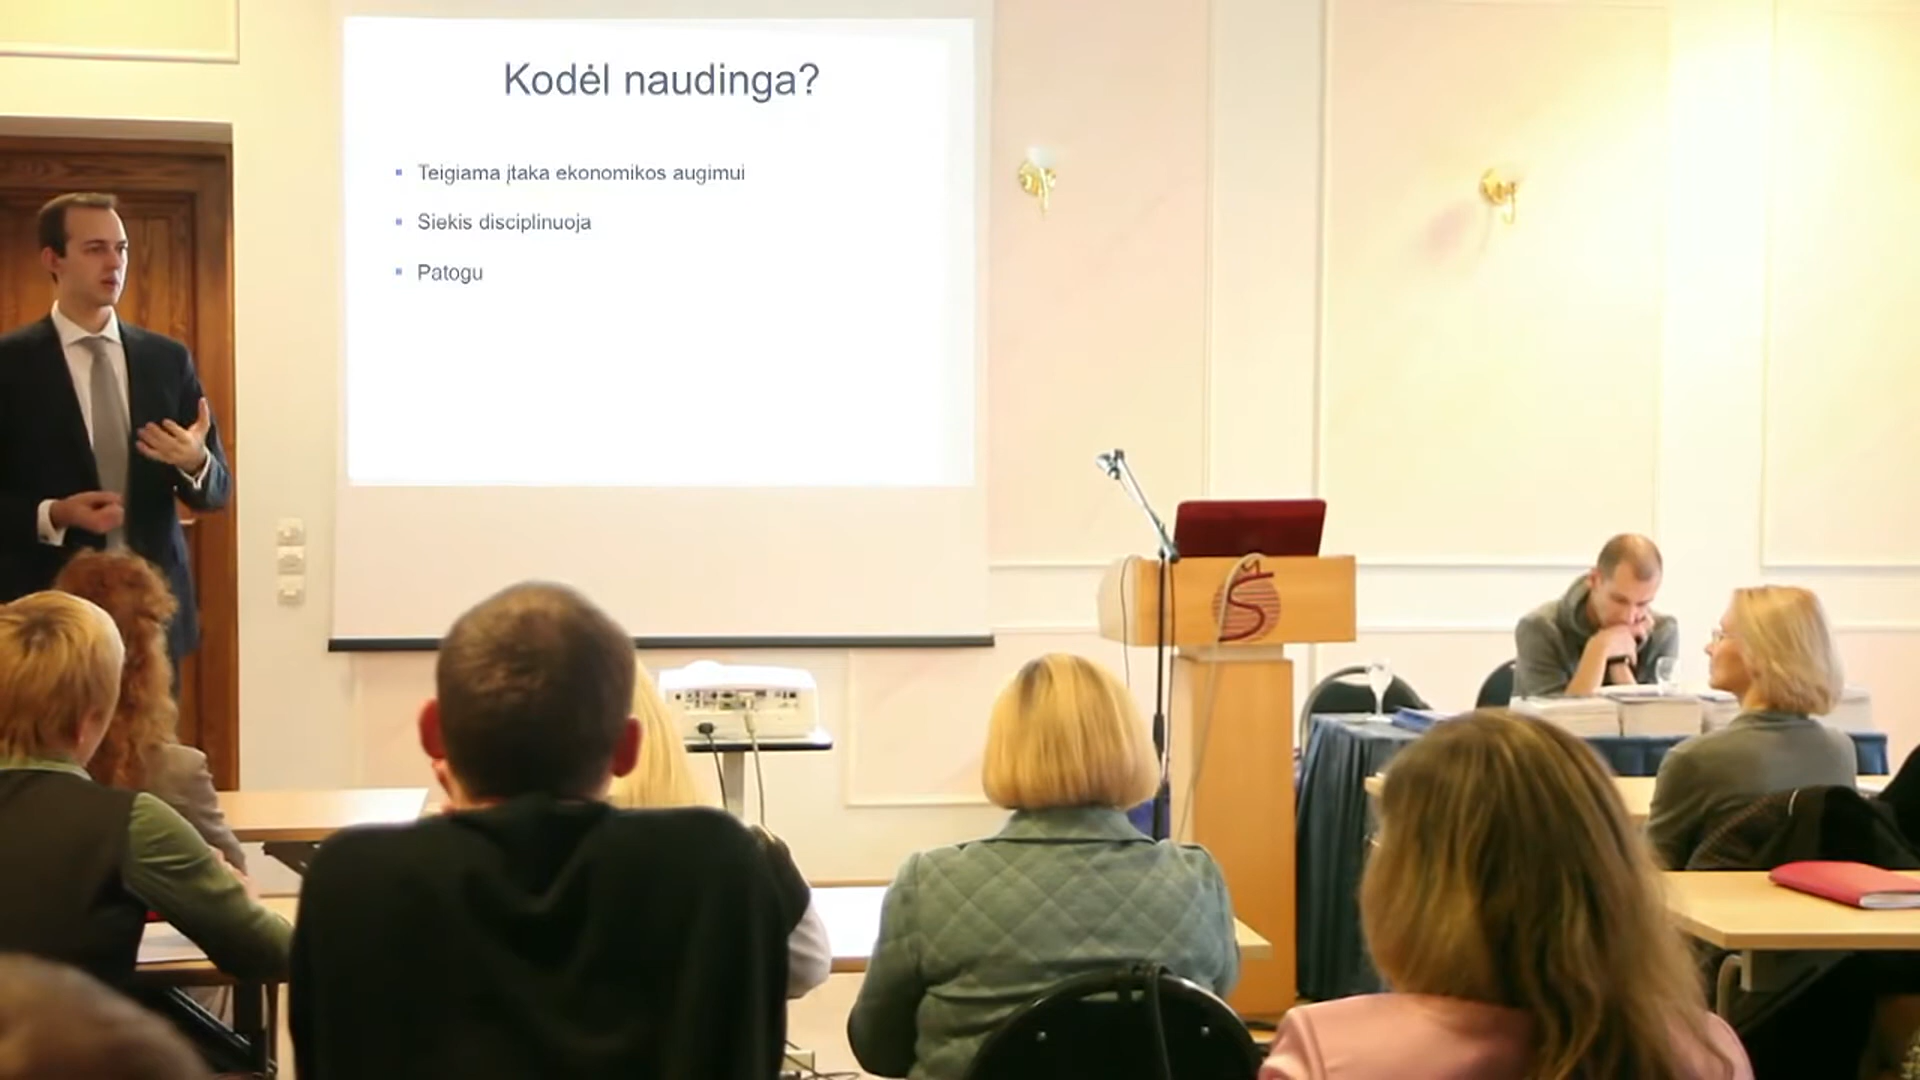 Kodėl naudinga?
Teigiama įtaka ekonomikos augimui
Siekis disciplinuoja
Patogu